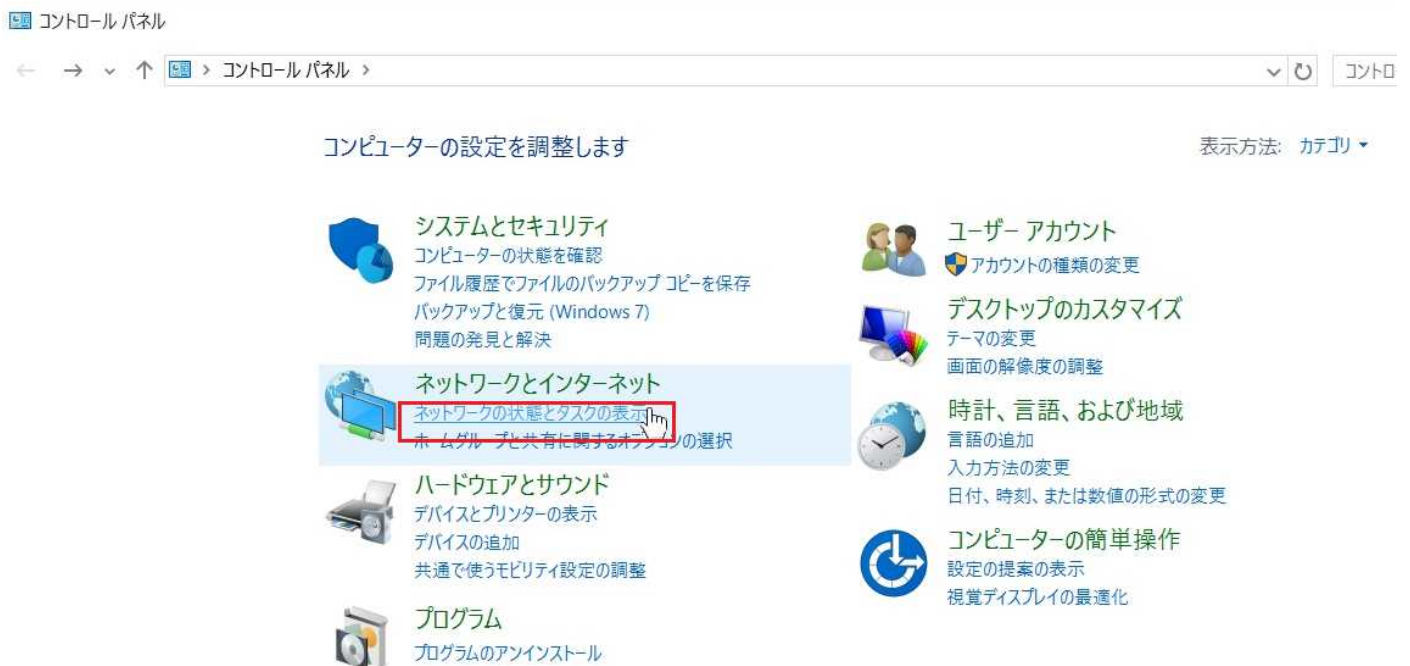 コントロール パネル
コントロール パネル
コントロ
コンピューターの設定を調整します
表示方法: カテゴリ
システムとセキュリティ
コンピューターの状態を確認
ファイル履歴でファイルのバックアップ コピーを保存
バックアップと復元 (Windows 7)
問題の発見と解決
ネットワークとインターネット
ネットワークの状態とタスクの表示
ホームグループと共有に関するオプションの選択
ハードウェアとサウンド
デバイスとプリンターの表示
デバイスの追加
共通で使うモビリティ設定の調整
プログラム
プログラムのアンインストール
ユーザー アカウント
アカウントの種類の変更
デスクトップのカスタマイズ
テーマの変更
画面の解像度の調整
時計、言語、および地域
言語の追加
入力方法の変更
日付、時刻、または数値の形式の変更
コンピューターの簡単操作
設定の提案の表示
視覚ディスプレイの最適化